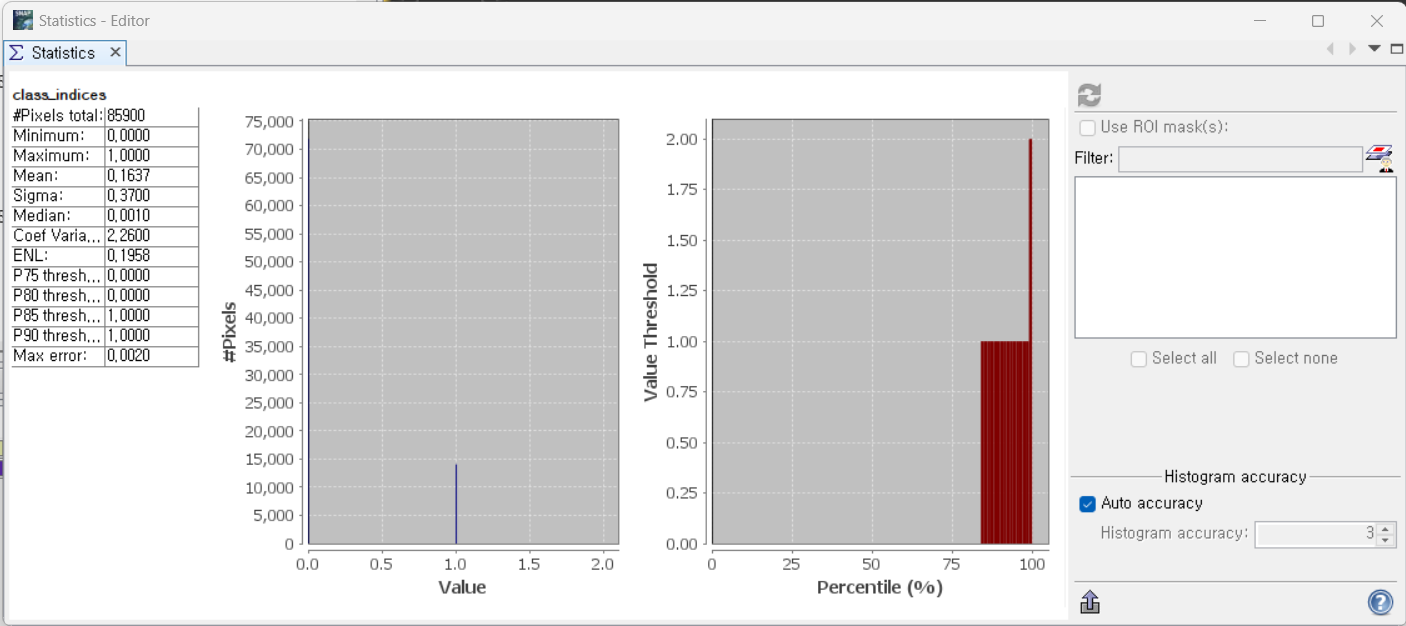 SNAP
Statistics - Editor
Σ Statistics
class_indices
#Pixels total: 85900
Minimum: 0,0000
Maximum: 1,0000
Mean: 0,1637
Sigma: 0,3700
Median: 0,0010
Coef Varia,,, 2,2600
ENL: 0,1958
P75 thresh,,, 0,0000
P80 thresh,,, 0,0000
P85 thresh,,, 1,0000
P90 thresh,,, 1,0000
Max error: 0,0020
#Pixels
75,000
70,000
65,000
60,000
55,000
50,000
45,000
40,000
35,000
30,000
25,000
20,000
15,000
10,000
5,000
0
0.0 0.5 1.0 1.5 2.0
Value
Value Threshold
2.00
1.75
1.50
1.25
1.00
0.75
0.50
0.25
0.00
0 25 50 75 100
Percentile (%)
Use ROI mask(s):
Filter:
Select all Select none
Histogram accuracy
Auto accuracy
Histogram accuracy: 3
?